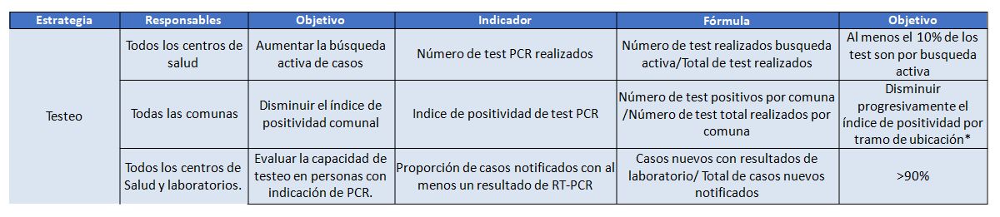 Estrategia
Responsables
Objetivo
Indicador
Fórmula
Objetivo
Testeo
Todos los centros de
salud
Aumentar la búsqueda
activa de casos
Número de test PCR realizados
Número de test realizados busqueda
activa/Total de test realizados
Al menos el 10% de los
test son por busqueda
activa
Todas las comunas
Disminuir el índice de
positividad comunal
Indice de positividad de test PCR
Número de test positivos por comuna
/Número de test total realizados por
comuna
Disminuir
progresivamente el
índice de positividad por
tramo de ubicación*
Todos los centros de
Salud y laboratorios.
Evaluar la capacidad de
testeo en personas con
indicación de PCR.
Proporción de casos notificados con al
menos un resultado de RT-PCR
Casos nuevos con resultados de
laboratorio/ Total de casos nuevos
notificados
>90%